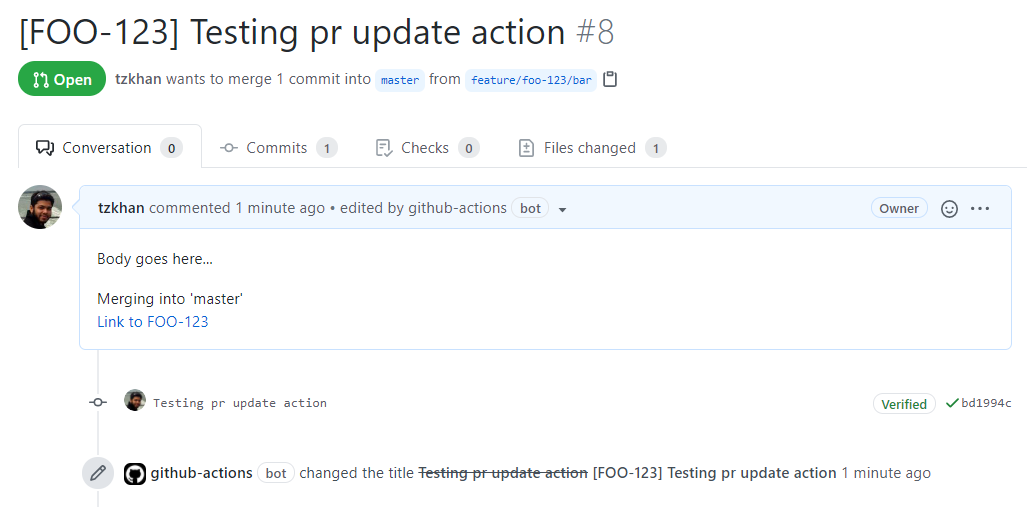 [FOO-123] Testing pr update action #8
Open tzkhan wants to merge 1 commit into master from feature/foo-123/bar
Conversation 0 Commits 1 Checks 0 Files changed 1
tzkhan commented 1 minute ago • edited by github-actions bot Owner
Body goes here...
Merging into 'master'
Link to FOO-123
Testing pr update action Verified bd1994c
github-actions bot changed the title Testing pr update action [FOO-123] Testing pr update action 1 minute ago